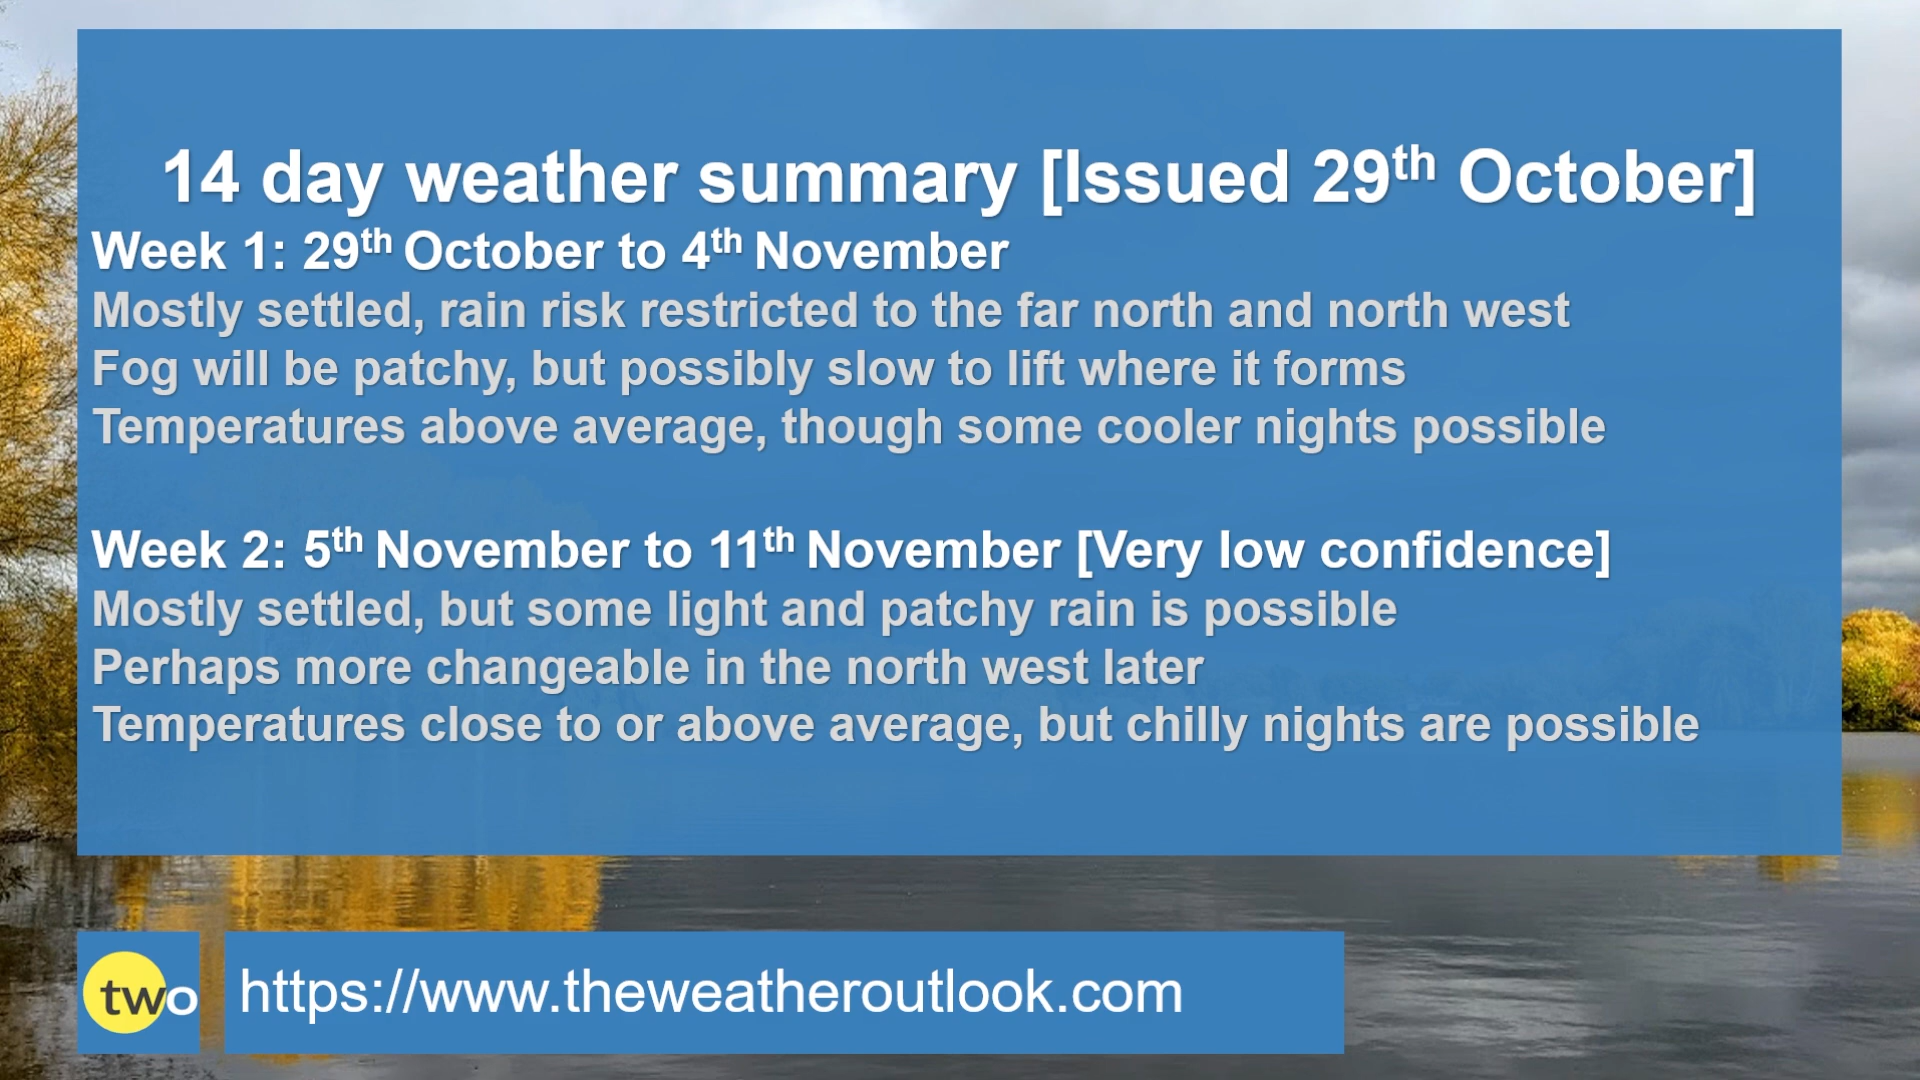 14 day weather summary [Issued 29th October]
Week 1: 29th October to 4th November
Mostly settled, rain risk restricted to the far north and north west
Fog will be patchy, but possibly slow to lift where it forms
Temperatures above average, though some cooler nights possible
Week 2: 5th November to 11th November [Very low confidence]
Mostly settled, but some light and patchy rain is possible
Perhaps more changeable in the north west later
Temperatures close to or above average, but chilly nights are possible
two
https://www.theweatheroutlook.com